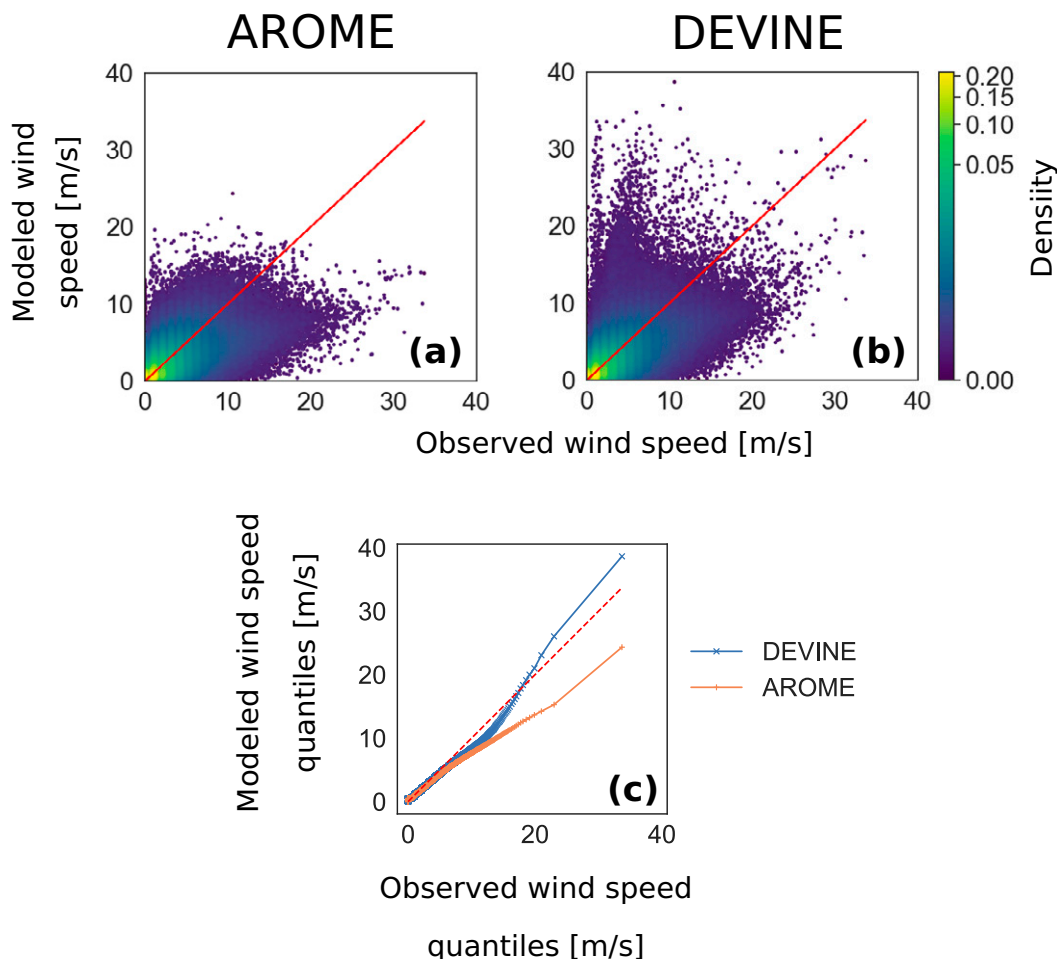 AROME
DEVINE
Modeled wind
speed [m/s]
40
30
20
10
0
0
10
20
30
40
(a)
40
30
20
10
0
0
10
20
30
40
(b)
0.20
0.15
0.10
0.05
0.00
Densiity
Observed wind speed [m/s]
Modeled wind speed
quantiles [m/s]
40
30
20
10
0
0
20
40
(c)
DEVINE
AROME
Observed wind speed
quantiles [m/s]